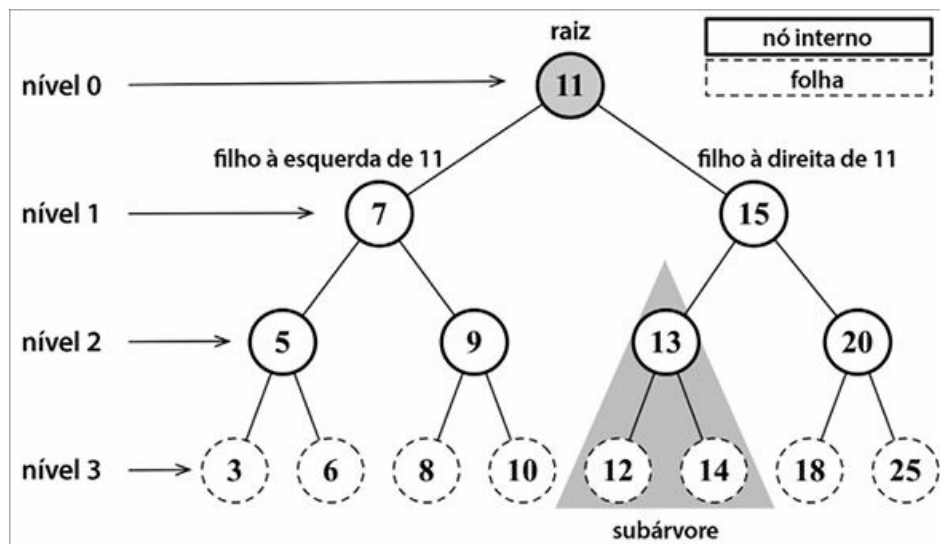 raiz
nó interno
folha
nível 0
11
filho à esquerda de 11
filho à direita de 11
nível 1
7
15
nível 2
5
9
13
20
nível 3
3
6
8
10
12
14
18
25
subárvore